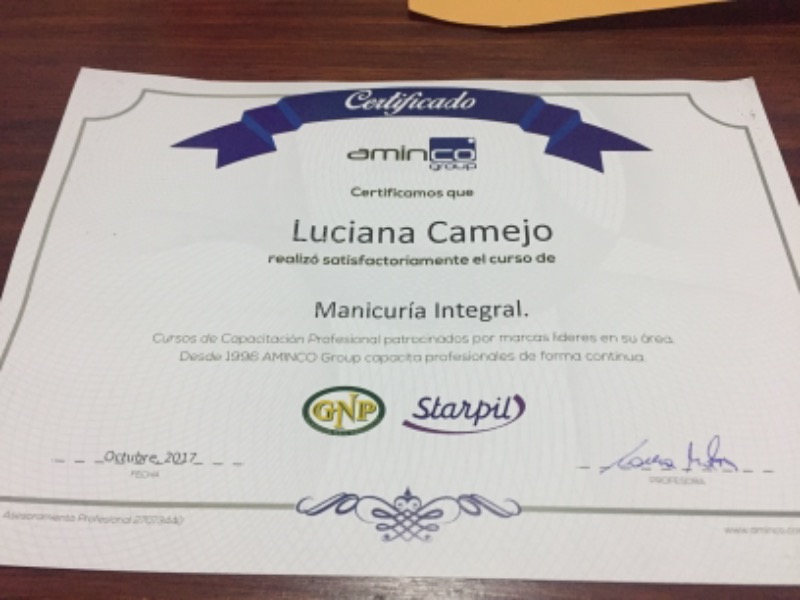 Certificado
aminco
group
Certificamos que
Luciana Camejo
realizó satisfactoriamente el curso de
Manicuría Integral.
Cursos de Capacitación Profesional patrocinados por marcas líderes en su área.
Desde 1996 AMINCO Group capacita profesionales de forma continua.
GNP
Starpil
Octubre 2017
FECHA
PROFESORA
Asesoramiento Profesional 27073440
www.aminco.co